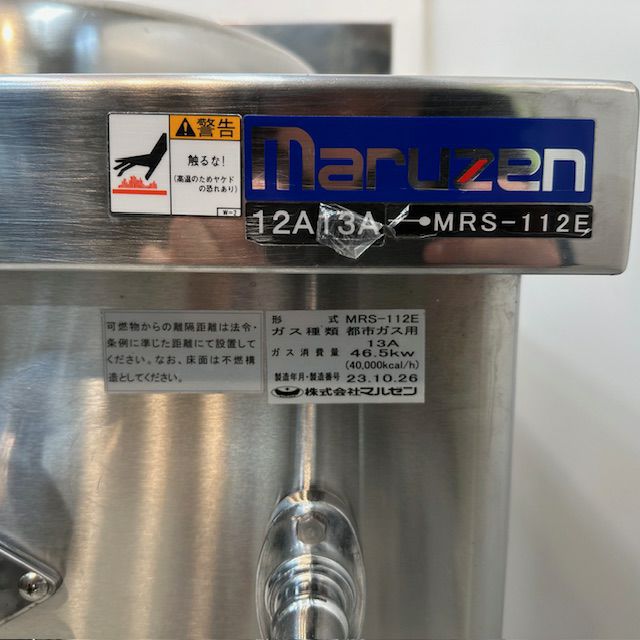 警告
触るな!
(高温のためヤケド
の恐れあり)
W-2
maruzen
12A13A MRS-112E
可燃物からの離隔距離は法令・
条例に準じた距離にて設置して
ください。なお、床面は不燃構
造としてください。
形 式 MRS-112E
ガス種類 都市ガス用
13A
ガス消費量 46.5kw
(40,000kcal/h)
製造年月・製造番号 23.10.26
株式会社マルゼン